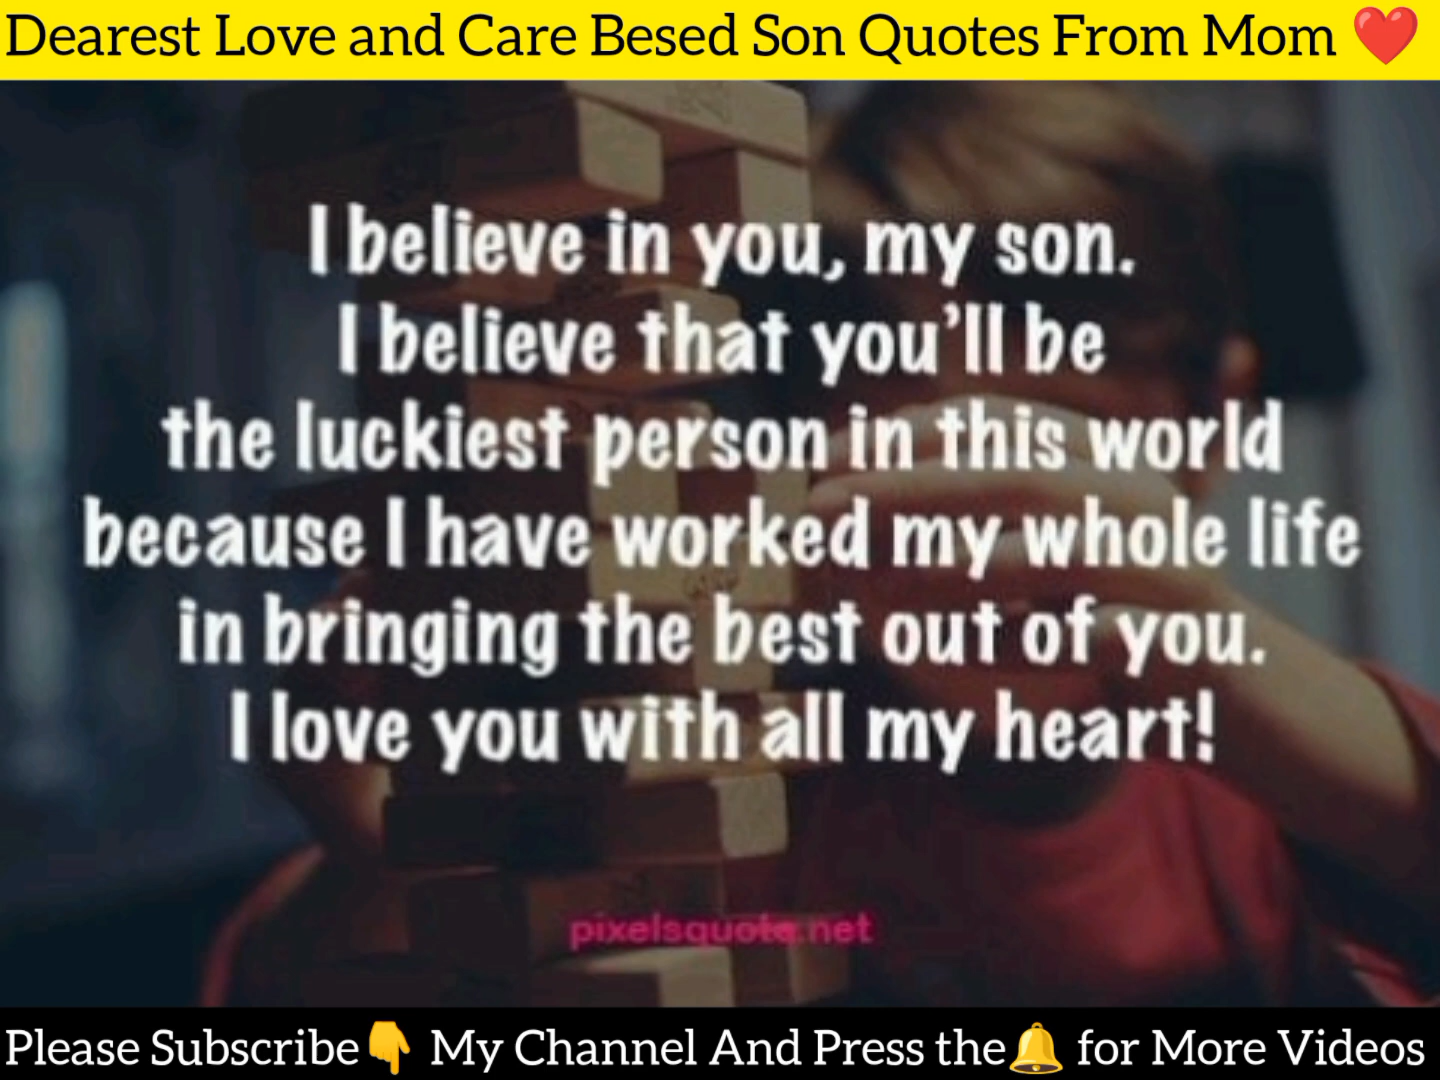 Dearest Love and Care Besed Son Quotes From Mom ❤️
I believe in you, my son.
I believe that you’ll be
the luckiest person in this world
because I have worked my whole life
in bringing the best out of you.
I love you with all my heart!
pixelsquote.net
Please Subscribe👇 My Channel And Press the🔔 for More Videos